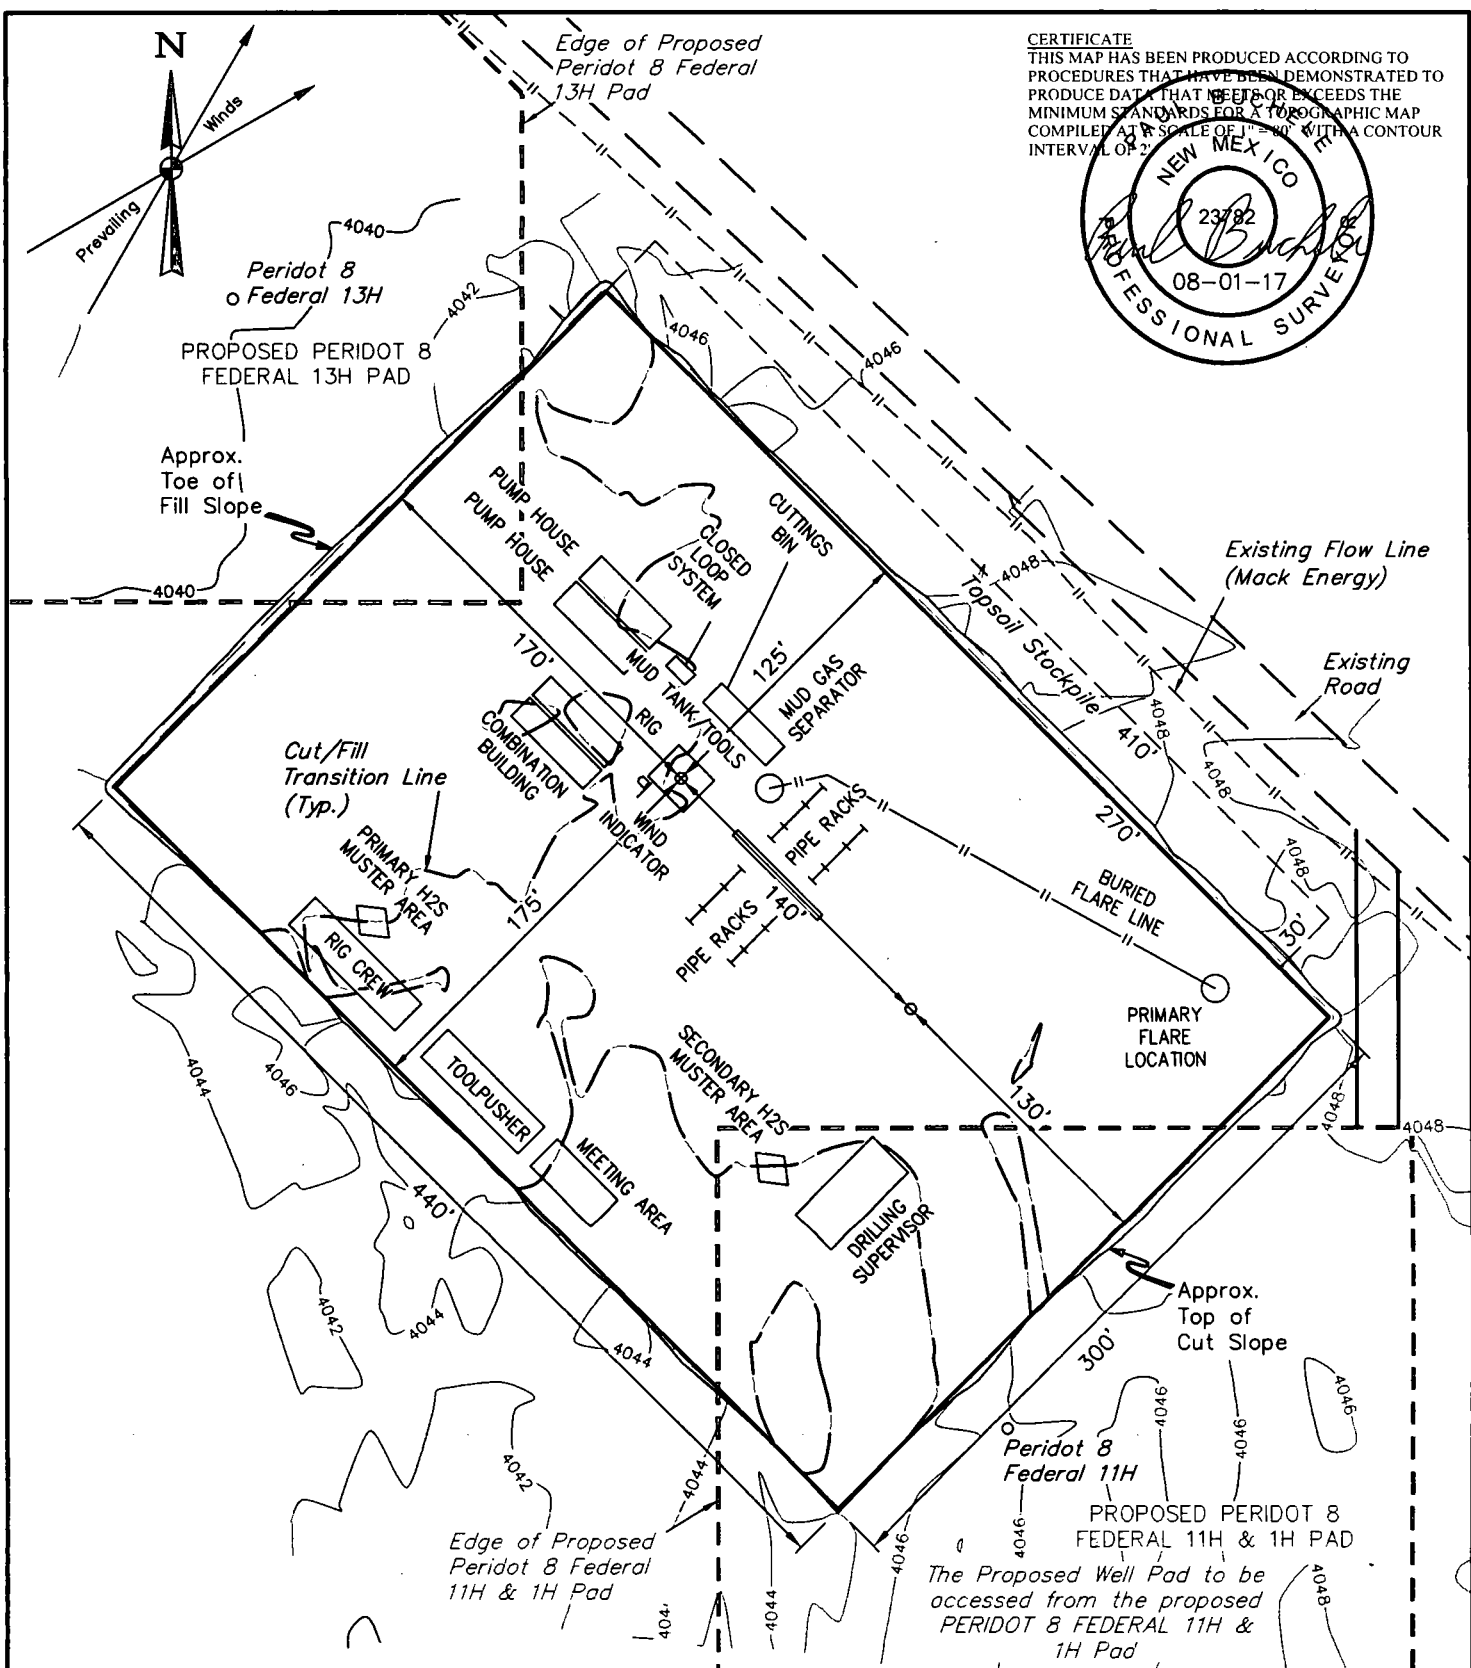 N
Winds
Prevailing
Edge of Proposed
Peridot 8 Federal
13H Pad
CERTIFICATE
THIS MAP HAS BEEN PRODUCED ACCORDING TO
PROCEDURES THAT HAVE BEEN DEMONSTRATED TO
PRODUCE DATA THAT MEETS OR EXCEEDS THE
MINIMUM STANDARDS FOR A TOPOGRAPHIC MAP
COMPILED AT A SCALE OF 1" = 80' WITH A CONTOUR
INTERVAL OF 2'
PAUL BUCHELE
NEW MEXICO
23782
Paul Buchele
08-01-17
PROFESSIONAL SURVEYOR
4040
4042
Peridot 8
Federal 13H
PROPOSED PERIDOT 8
FEDERAL 13H PAD
4046
4046
Approx.
Toe of
Fill Slope
4040
PUMP HOUSE
PUMP HOUSE
CLOSED
LOOP
SYSTEM
CUTTINGS
BIN
4048
Topsoil Stockpile
Existing Flow Line
(Mack Energy)
Existing
Road
170'
125'
MUD TANK/TOOLS
MUD GAS
SEPARATOR
RIG
COMBINATION
BUILDING
WIND
INDICATOR
410'
4048
4048
4048
270'
30'
Cut/Fill
Transition Line
(Typ.)
PRIMARY H2S
MUSTER
AREA
175'
RIG CREW
PIPE RACKS
PIPE RACKS
140'
BURIED
FLARE LINE
PRIMARY
FLARE
LOCATION
4044
4046
TOOLPUSHER
MEETING AREA
SECONDARY H2S
MUSTER AREA
130'
4048
4048
440'
DRILLING
SUPERVISOR
4042
4044
4044
Approx.
Top of
Cut Slope
300'
4046
4046
4046
Peridot 8
Federal 11H
4042
4044
PROPOSED PERIDOT 8
FEDERAL 11H & 1H PAD
4046
4046
Edge of Proposed
Peridot 8 Federal
11H & 1H Pad
The Proposed Well Pad to be
accessed from the proposed
PERIDOT 8 FEDERAL 11H &
1H Pad
4044
4048